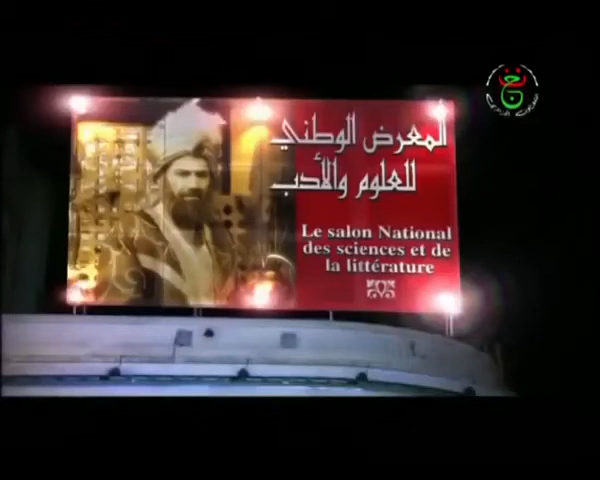 المعرض الوطني
للعلوم والأدب
Le salon National
des sciences et de
la littérature